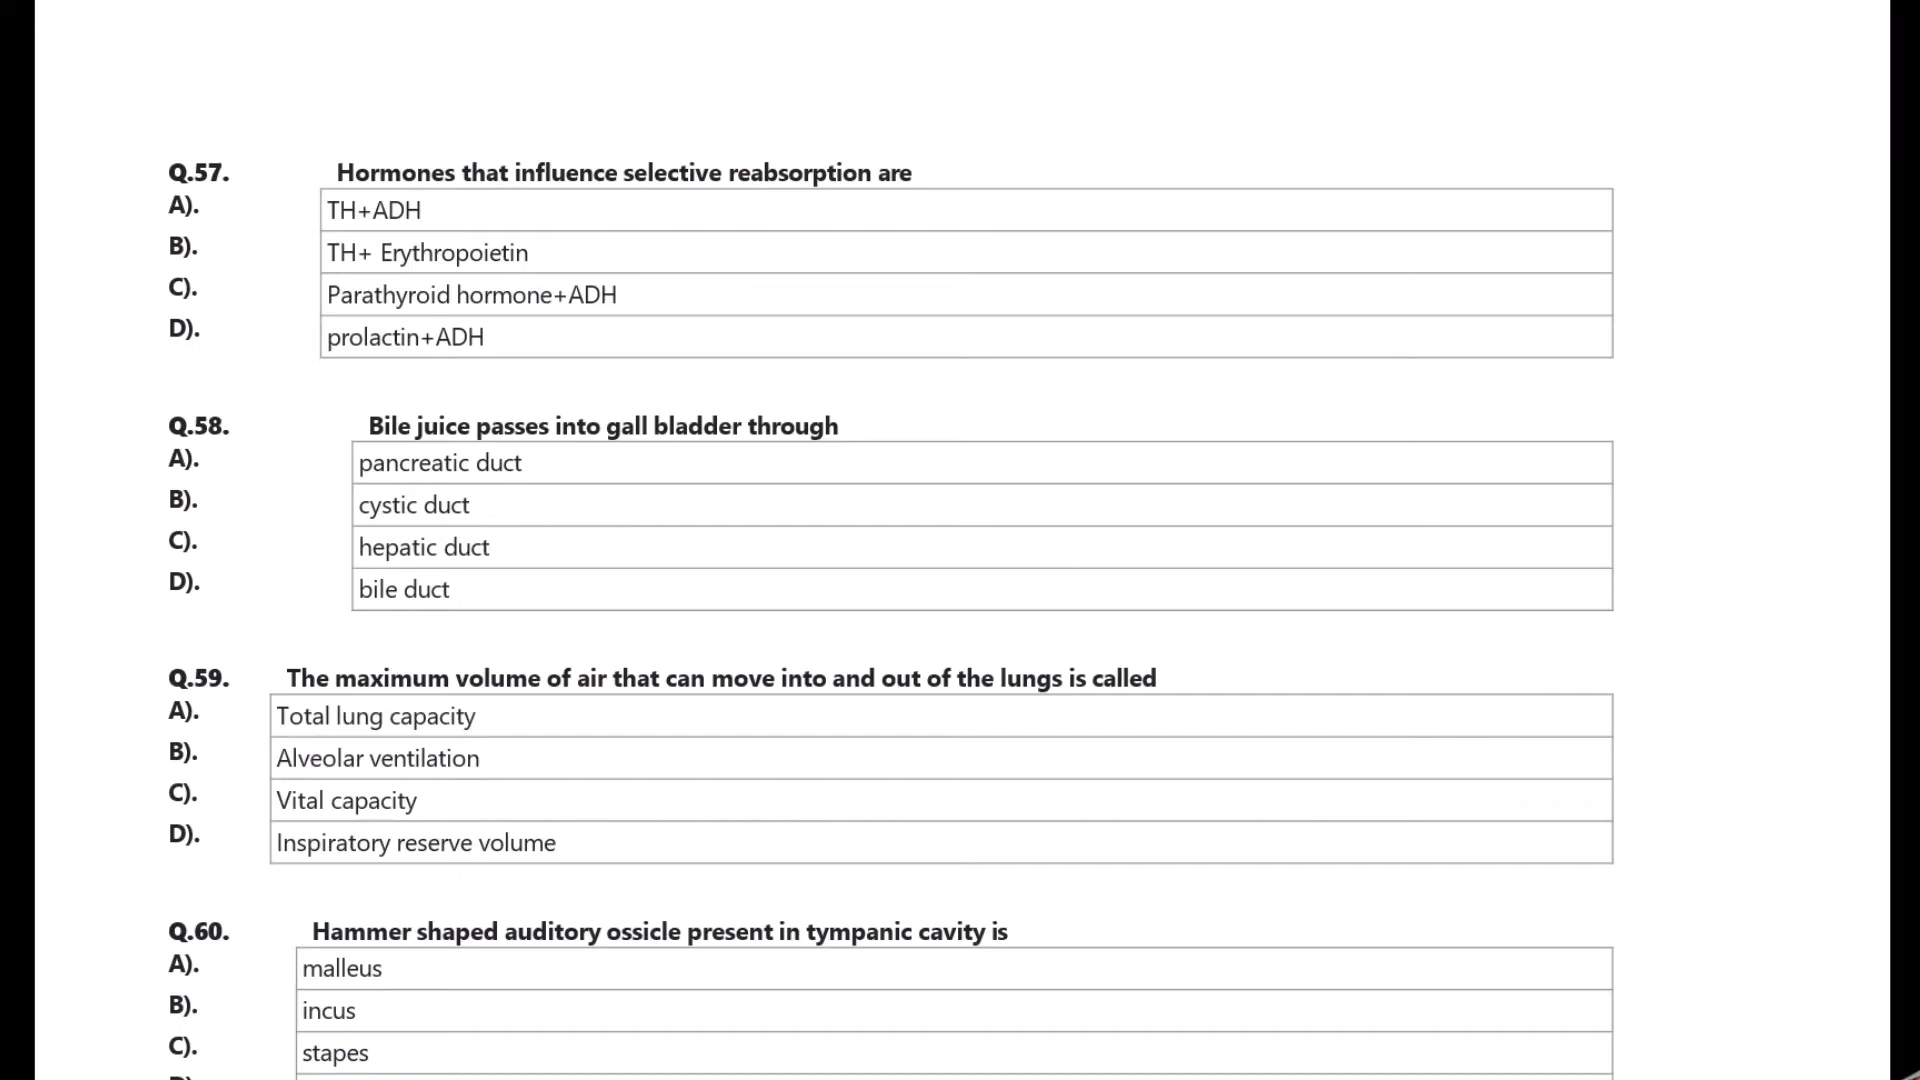 Q.57. Hormones that influence selective reabsorption are
A). TH+ADH
B). TH+ Erythropoietin
C). Parathyroid hormone+ADH
D). prolactin+ADH
Q.58. Bile juice passes into gall bladder through
A). pancreatic duct
B). cystic duct
C). hepatic duct
D). bile duct
Q.59. The maximum volume of air that can move into and out of the lungs is called
A). Total lung capacity
B). Alveolar ventilation
C). Vital capacity
D). Inspiratory reserve volume
Q.60. Hammer shaped auditory ossicle present in tympanic cavity is
A). malleus
B). incus
C). stapes